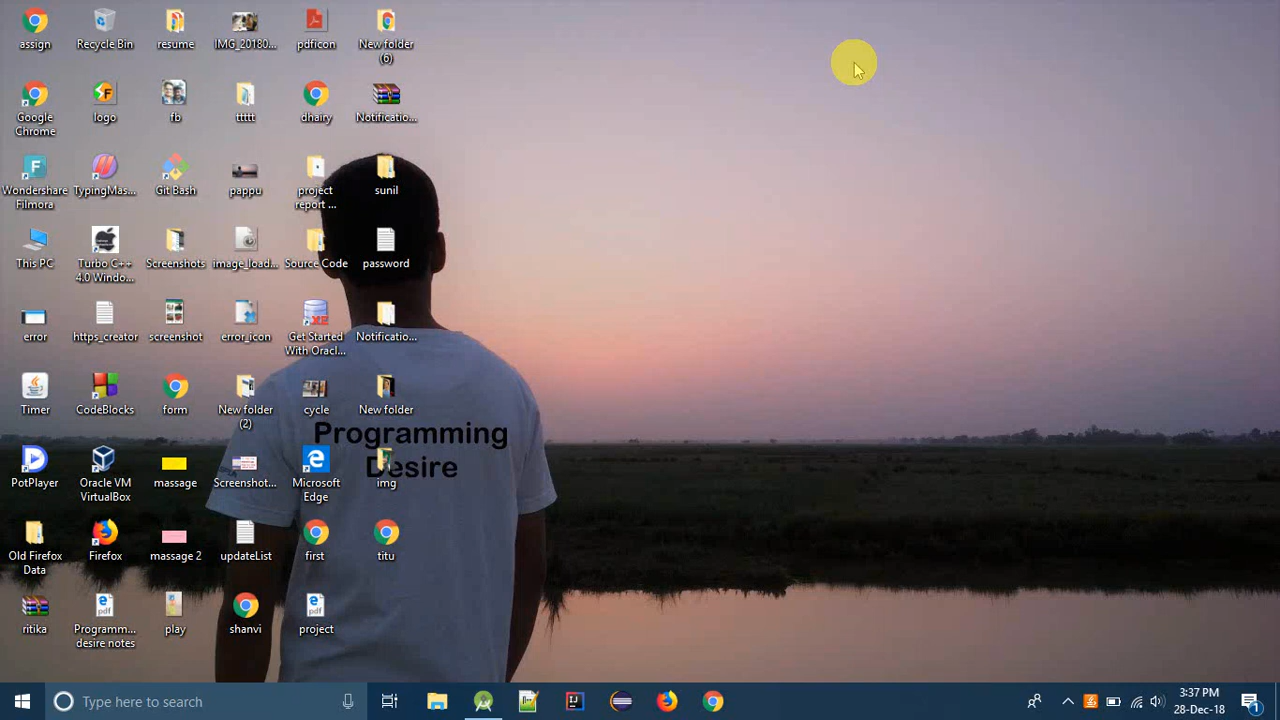 assign
Recycle Bin
resume
IMG_20180...
pdficon
New folder
(6)
Google
Chrome
logo
fb
ttttt
dhairy
Notificatio...
Wondershare
Filmora
TypingMas...
Git Bash
pappu
project
report ...
sunil
This PC
Turbo C++
4.0 Windo...
Screenshots
image_load...
Source Code
password
error
https_creator
screenshot
error_icon
Get Started
With Oracl...
Notificatio...
Timer
CodeBlocks
form
New folder
(2)
cycle
New folder
Programming
Desire
PotPlayer
Oracle VM
VirtualBox
massage
Screenshot...
Microsoft
Edge
img
Old Firefox
Data
Firefox
massage 2
updateList
first
titu
ritika
Programm...
desire notes
play
shanvi
project
Type here to search
3:37 PM
28-Dec-18